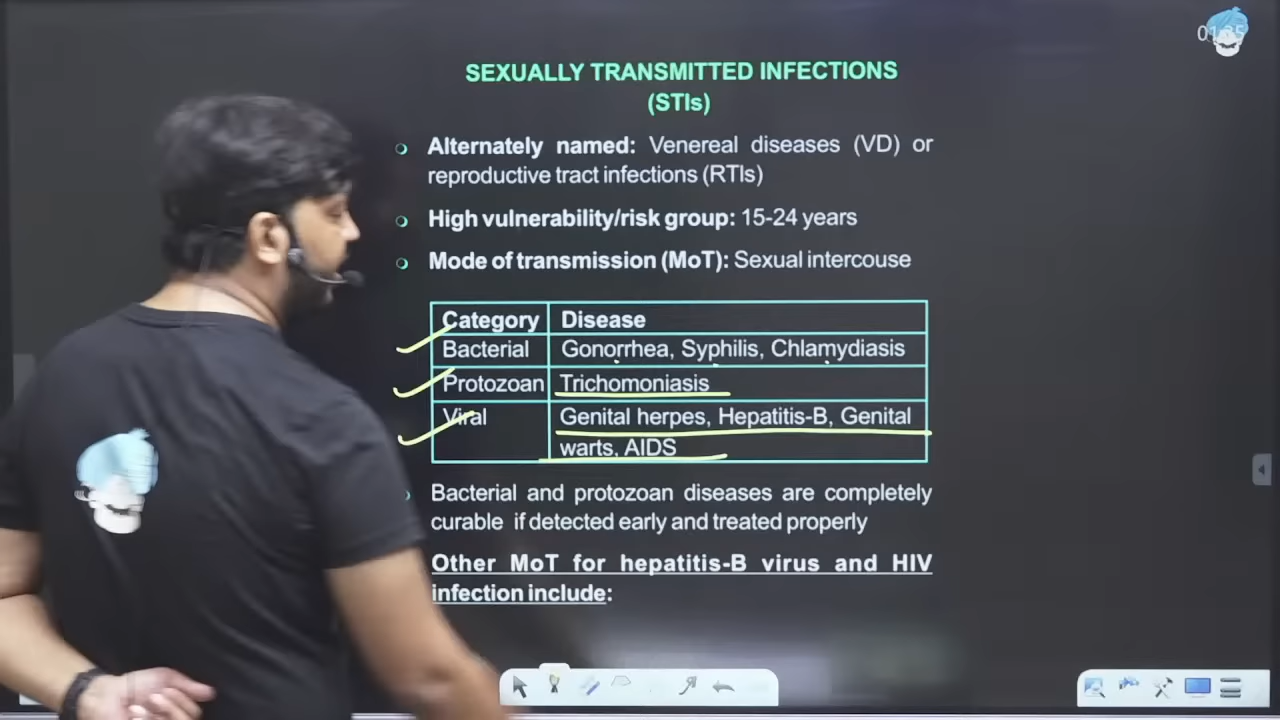 SEXUALLY TRANSMITTED INFECTIONS
(STIs)
Alternately named: Venereal diseases (VD) or
reproductive tract infections (RTIs)
High vulnerability/risk group: 15-24 years
Mode of transmission (MoT): Sexual intercouse
Category Disease
Bacterial Gonorrhea, Syphilis, Chlamydiasis
Protozoan Trichomoniasis
Viral Genital herpes, Hepatitis-B, Genital
warts, AIDS
Bacterial and protozoan diseases are completely
curable if detected early and treated properly
Other MoT for hepatitis-B virus and HIV
infection include: